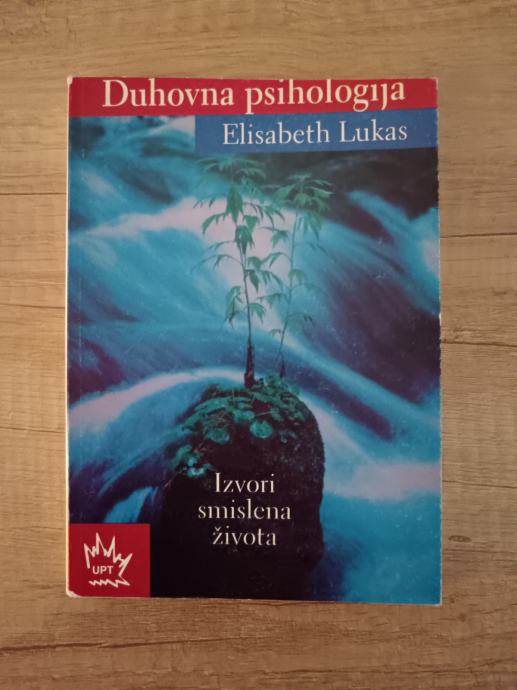 Duhovna psihologija
Elisabeth Lukas
Izvori
smislena
života
UPT